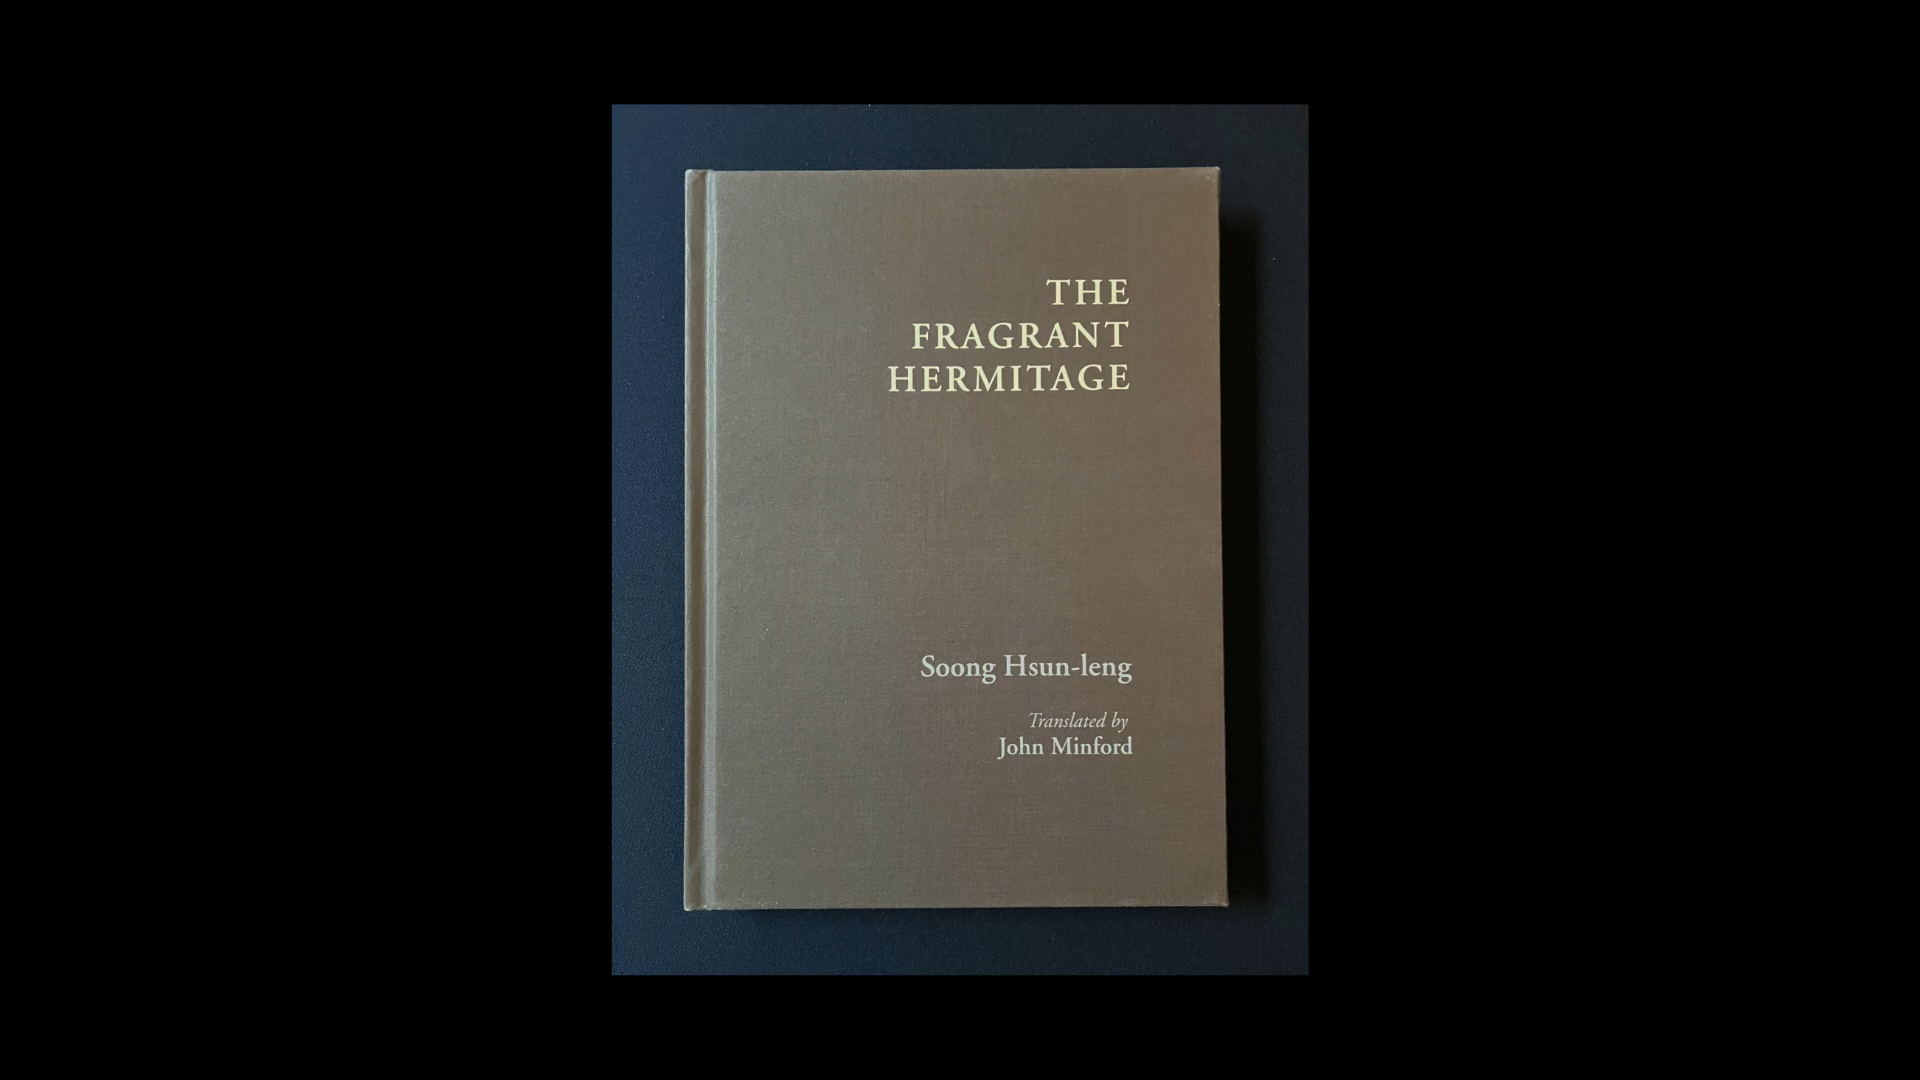 THE
FRAGRANT
HERMITAGE
Soong Hsun-leng
Translated by
John Minford